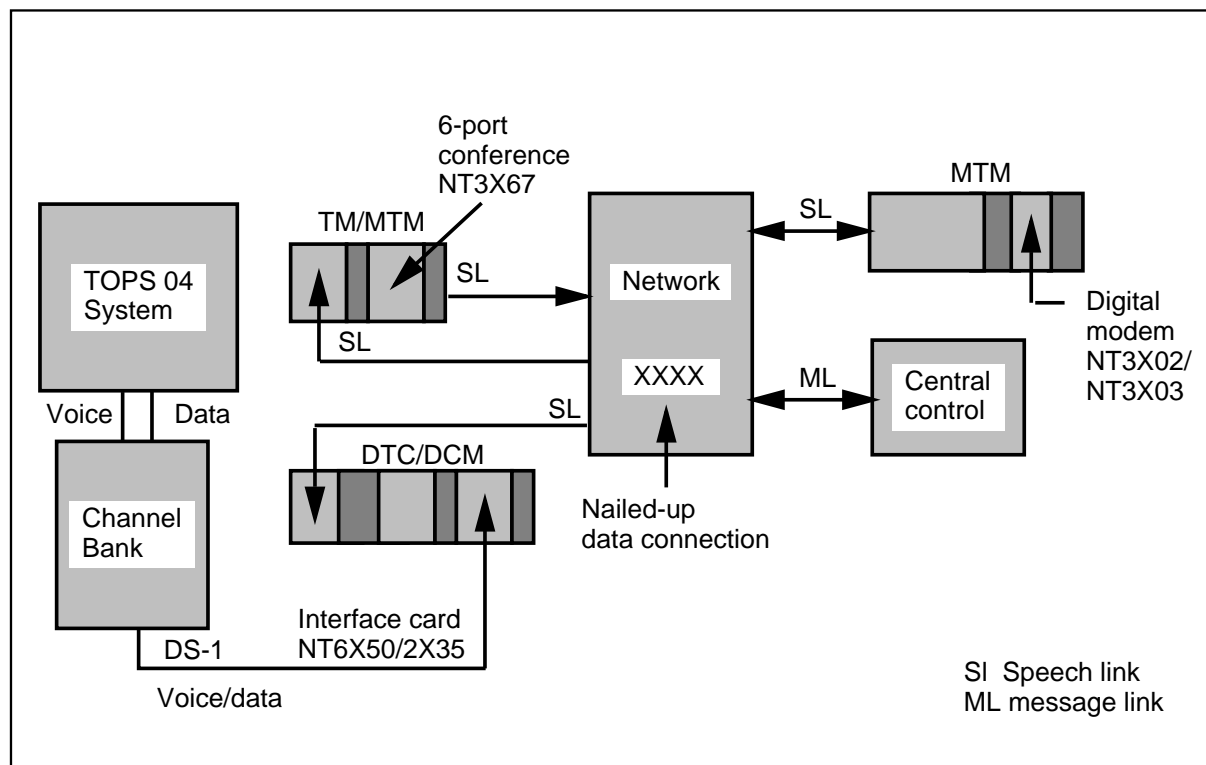 6-port
conference
NT3X67
MTM
TM/MTM
SL
SL
TOPS 04
System
Network
SL
Digital
modem
NT3X02/
NT3X03
XXXX
ML
Central
control
Voice
Data
SL
DTC/DCM
Channel
Bank
Nailed-up
data connection
Interface card
NT6X50/2X35
DS-1
Voice/data
Sl Speech link
ML message link